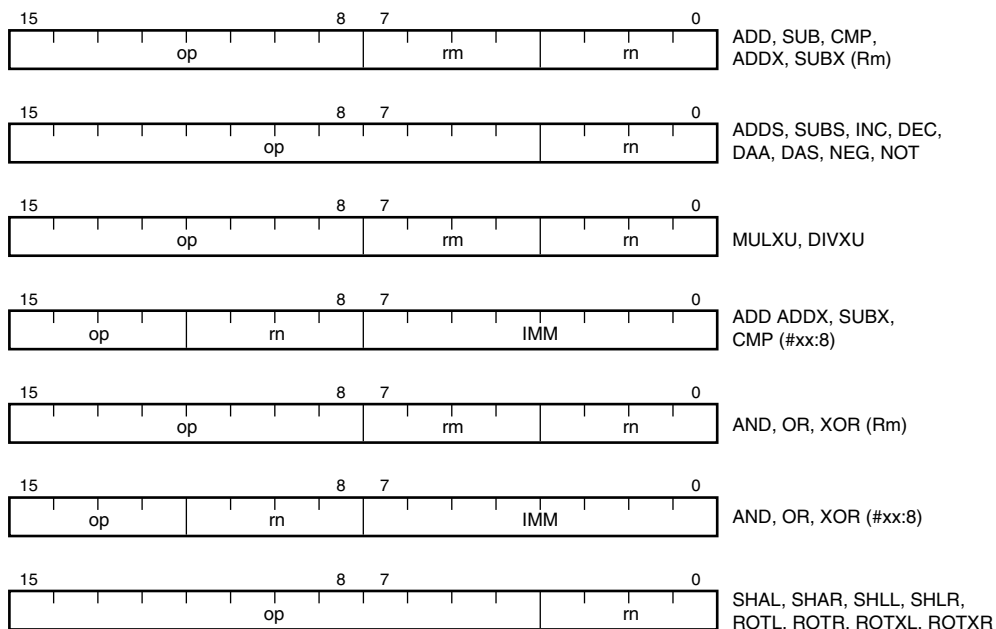 15 8 7 0
op rm rn
ADD, SUB, CMP,
ADDX, SUBX (Rm)
15 8 7 0
op rn
ADDS, SUBS, INC, DEC,
DAA, DAS, NEG, NOT
15 8 7 0
op rm rn
MULXU, DIVXU
15 8 7 0
op rn IMM
ADD ADDX, SUBX,
CMP (#xx:8)
15 8 7 0
op rm rn
AND, OR, XOR (Rm)
15 8 7 0
op rn IMM
AND, OR, XOR (#xx:8)
15 8 7 0
op rn
SHAL, SHAR, SHLL, SHLR,
ROTL, ROTR, ROTXL, ROTXR